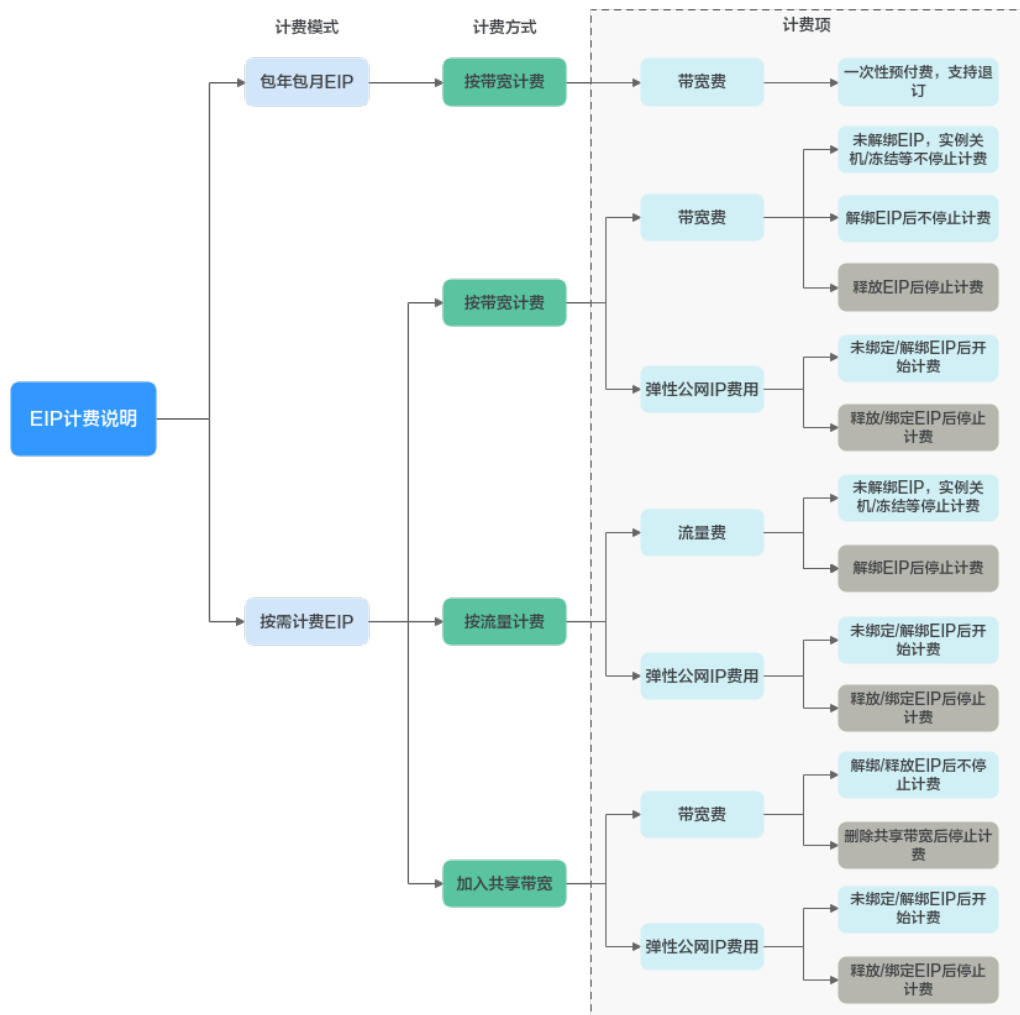 计费模式
计费方式
计费项
包年包月EIP
按带宽计费
带宽费
一次性预付费，支持退
订
未解绑EIP，实例关
机/冻结等不停止计费
带宽费
解绑EIP后不停止计费
释放EIP后停止计费
按带宽计费
未绑定/解绑EIP后开
始计费
弹性公网IP费用
释放/绑定EIP后停止
计费
EIP计费说明
未解绑EIP，实例关
机/冻结等停止计费
流量费
解绑EIP后停止计费
按需计费EIP
按流量计费
未绑定/解绑EIP后开
始计费
弹性公网IP费用
释放/绑定EIP后停止
计费
解绑/释放EIP后不停
止计费
带宽费
删除共享带宽后停止计
费
加入共享带宽
未绑定/解绑EIP后开
始计费
弹性公网IP费用
释放/绑定EIP后停止
计费